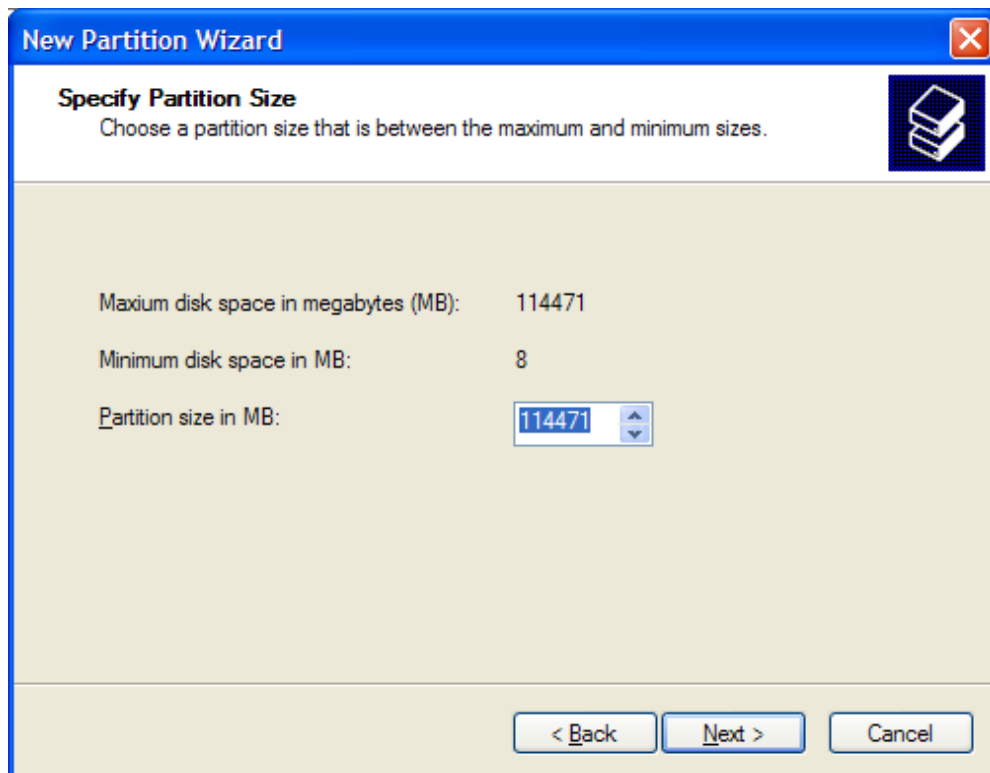 New Partition Wizard
Specify Partition Size
Choose a partition size that is between the maximum and minimum sizes.
Maxium disk space in megabytes (MB): 114471
Minimum disk space in MB: 8
Partition size in MB: 114471
< Back Next > Cancel